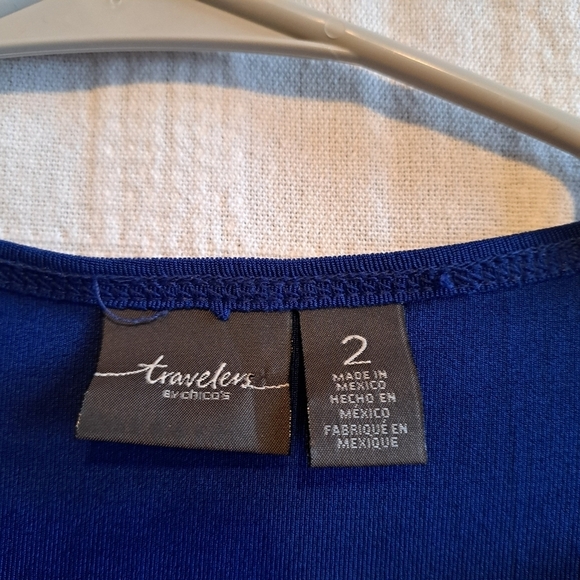 travelers
BY CHICO'S
2
MADE IN
MEXICO
HECHO EN
MÉXICO
FABRIQUÉ EN
MEXIQUE